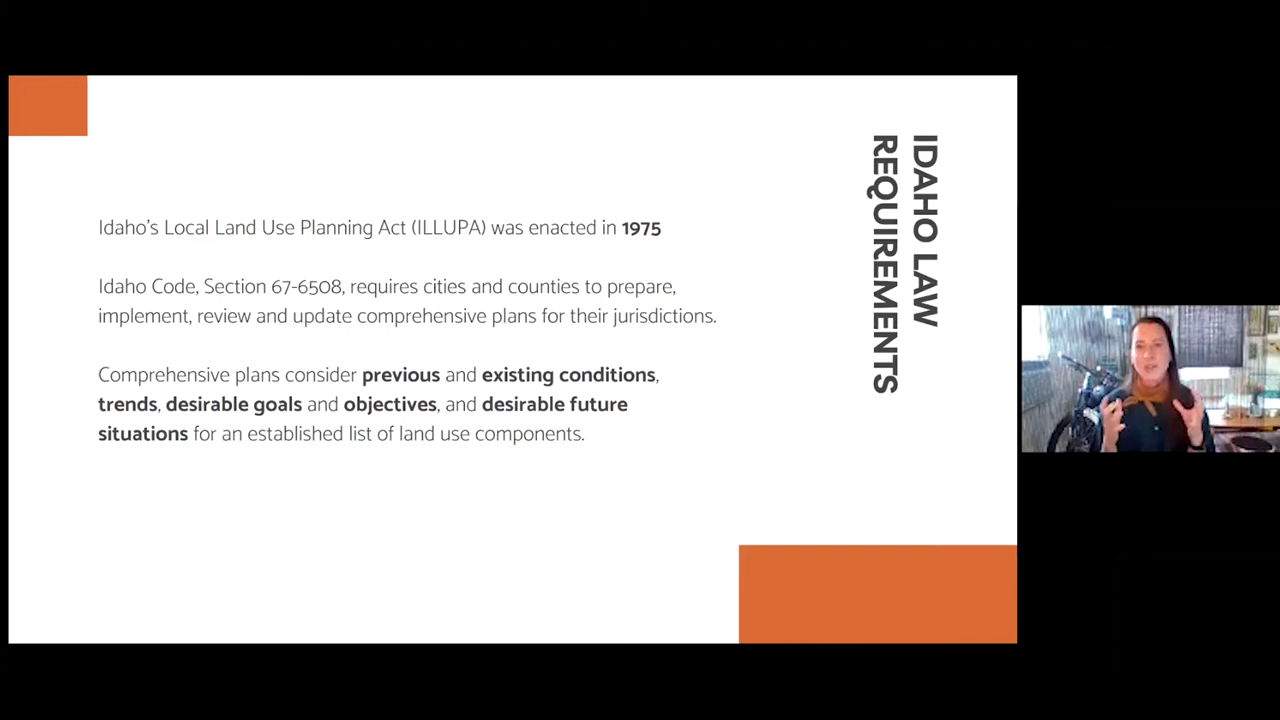 IDAHO LAW
REQUIREMENTS
Idaho's Local Land Use Planning Act (ILLUPA) was enacted in 1975
Idaho Code, Section 67-6508, requires cities and counties to prepare,
implement, review and update comprehensive plans for their jurisdictions.
Comprehensive plans consider previous and existing conditions,
trends, desirable goals and objectives, and desirable future
situations for an established list of land use components.